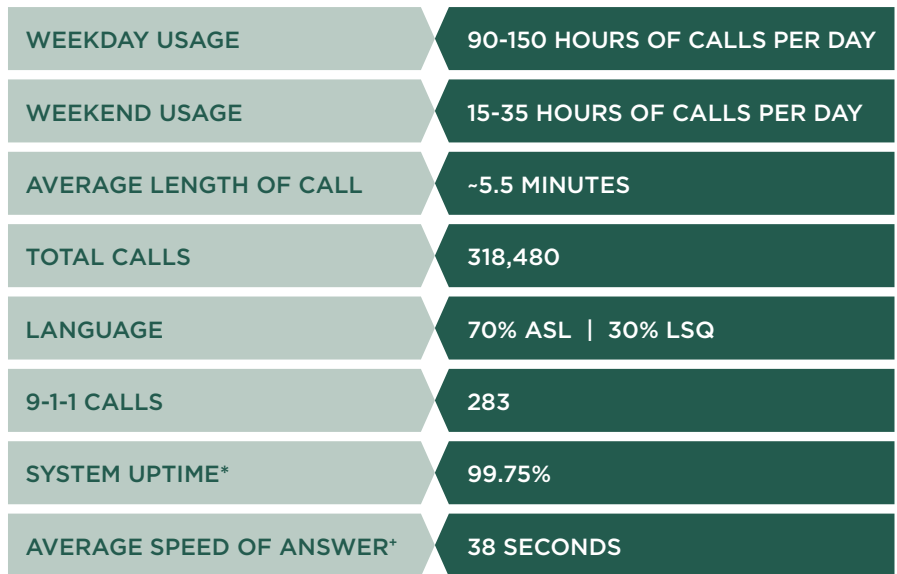 WEEKDAY USAGE 90-150 HOURS OF CALLS PER DAY
WEEKEND USAGE 15-35 HOURS OF CALLS PER DAY
AVERAGE LENGTH OF CALL ~5.5 MINUTES
TOTAL CALLS 318,480
LANGUAGE 70% ASL | 30% LSQ
9-1-1 CALLS 283
SYSTEM UPTIME* 99.75%
AVERAGE SPEED OF ANSWER+ 38 SECONDS